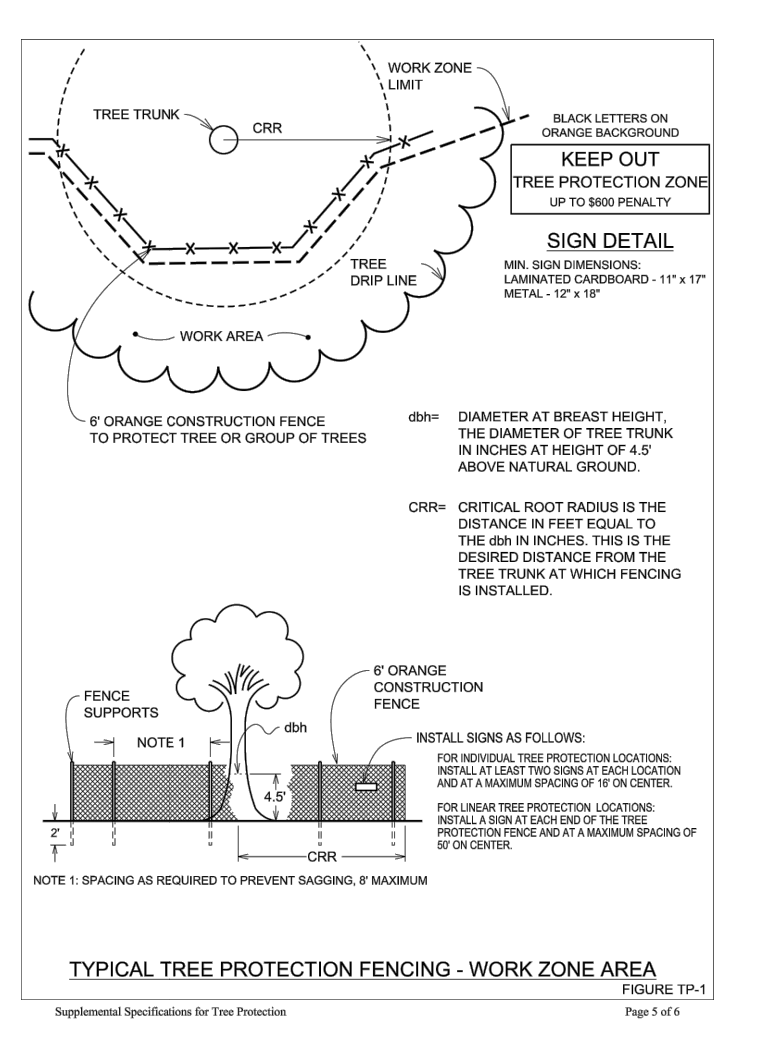 WORK ZONE
LIMIT
TREE TRUNK
CRR
BLACK LETTERS ON
ORANGE BACKGROUND
KEEP OUT
TREE PROTECTION ZONE
UP TO $600 PENALTY
SIGN DETAIL
MIN. SIGN DIMENSIONS:
LAMINATED CARDBOARD - 11" x 17"
METAL - 12" x 18"
TREE
DRIP LINE
WORK AREA
6' ORANGE CONSTRUCTION FENCE
TO PROTECT TREE OR GROUP OF TREES
dbh= DIAMETER AT BREAST HEIGHT,
THE DIAMETER OF TREE TRUNK
IN INCHES AT HEIGHT OF 4.5'
ABOVE NATURAL GROUND.
CRR= CRITICAL ROOT RADIUS IS THE
DISTANCE IN FEET EQUAL TO
THE dbh IN INCHES. THIS IS THE
DESIRED DISTANCE FROM THE
TREE TRUNK AT WHICH FENCING
IS INSTALLED.
6' ORANGE
CONSTRUCTION
FENCE
FENCE
SUPPORTS
dbh
NOTE 1
INSTALL SIGNS AS FOLLOWS:
FOR INDIVIDUAL TREE PROTECTION LOCATIONS:
INSTALL AT LEAST TWO SIGNS AT EACH LOCATION
AND AT A MAXIMUM SPACING OF 16' ON CENTER.
4.5'
FOR LINEAR TREE PROTECTION LOCATIONS:
INSTALL A SIGN AT EACH END OF THE TREE
PROTECTION FENCE AND AT A MAXIMUM SPACING OF
50' ON CENTER.
2'
CRR
NOTE 1: SPACING AS REQUIRED TO PREVENT SAGGING, 8' MAXIMUM
TYPICAL TREE PROTECTION FENCING - WORK ZONE AREA
FIGURE TP-1
Supplemental Specifications for Tree Protection
Page 5 of 6